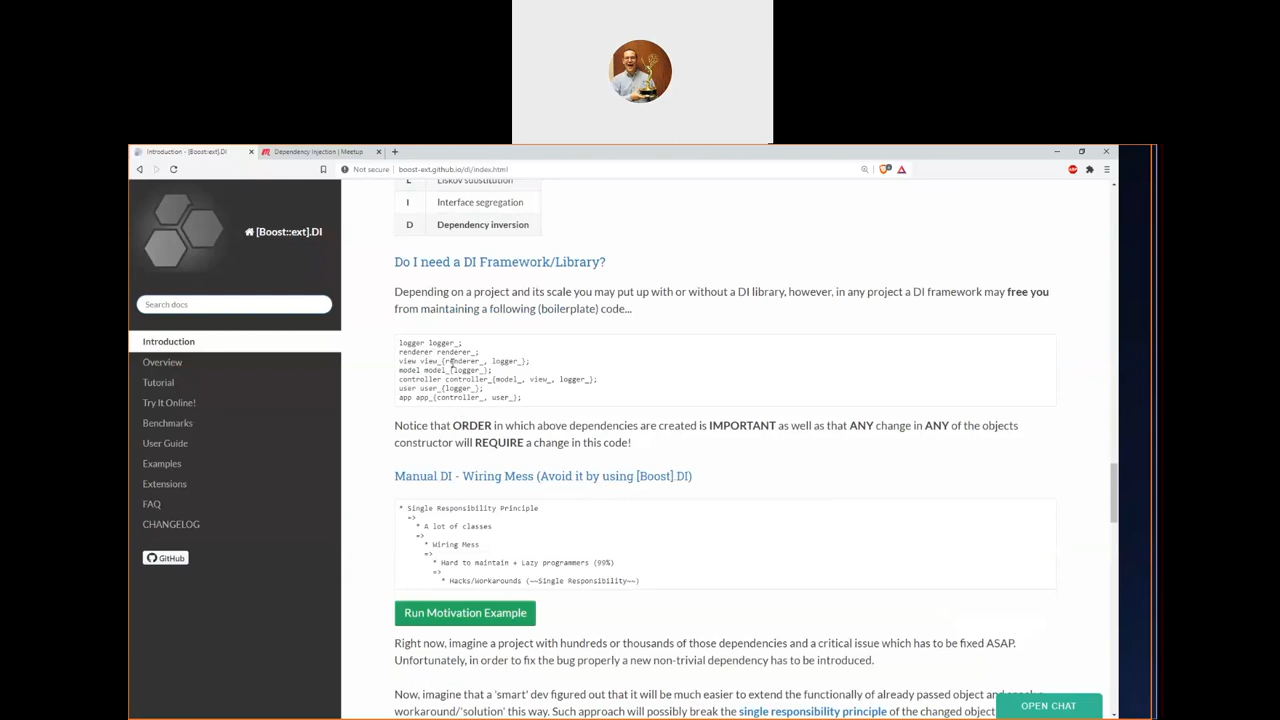 Introduction - [Boost::ext].DI
Dependency Injection | Meetup
Not secure
boost-ext.github.io/di/index.html
[Boost::ext].DI
Search docs
Introduction
Overview
Tutorial
Try It Online!
Benchmarks
User Guide
Examples
Extensions
FAQ
CHANGELOG
GitHub
L Liskov substitution
I Interface segregation
D Dependency inversion
Do I need a DI Framework/Library?
Depending on a project and its scale you may put up with or without a DI library, however, in any project a DI framework may free you
from maintaining a following (boilerplate) code...
logger logger_;
renderer renderer_;
view view_{renderer_, logger_};
model model_{logger_};
controller controller_{model_, view_, logger_};
user user_{logger_};
app app_{controller_, user_};
Notice that ORDER in which above dependencies are created is IMPORTANT as well as that ANY change in ANY of the objects
constructor will REQUIRE a change in this code!
Manual DI - Wiring Mess (Avoid it by using [Boost].DI)
* Single Responsibility Principle
=>
* A lot of classes
=>
* Wiring Mess
=>
* Hard to maintain + Lazy programmers (99%)
=>
* Hacks/Workarounds (~~Single Responsibility~~)
Run Motivation Example
Right now, imagine a project with hundreds or thousands of those dependencies and a critical issue which has to be fixed ASAP.
Unfortunately, in order to fix the bug properly a new non-trivial dependency has to be introduced.
Now, imagine that a 'smart' dev figured out that it will be much easier to extend the functionally of already passed object and
workaround/'solution' this way. Such approach will possibly break the single responsibility principle of the changed object
OPEN CHAT